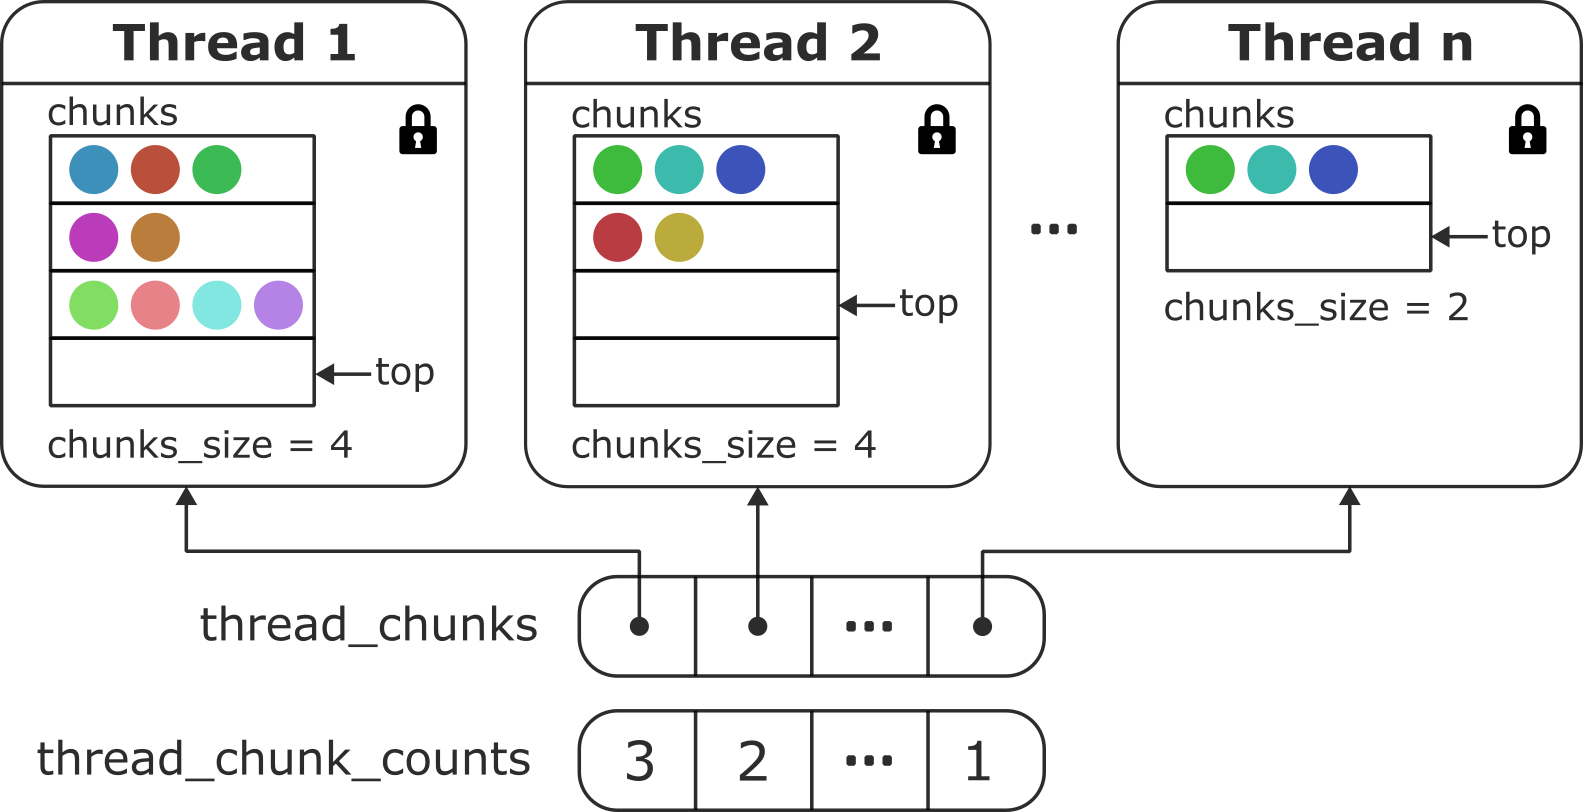 Thread 1
chunks
top
chunks_size = 4
Thread 2
chunks
top
chunks_size = 4
...
Thread n
chunks
top
chunks_size = 2
thread_chunks
...
thread_chunk_counts
3 2 ... 1